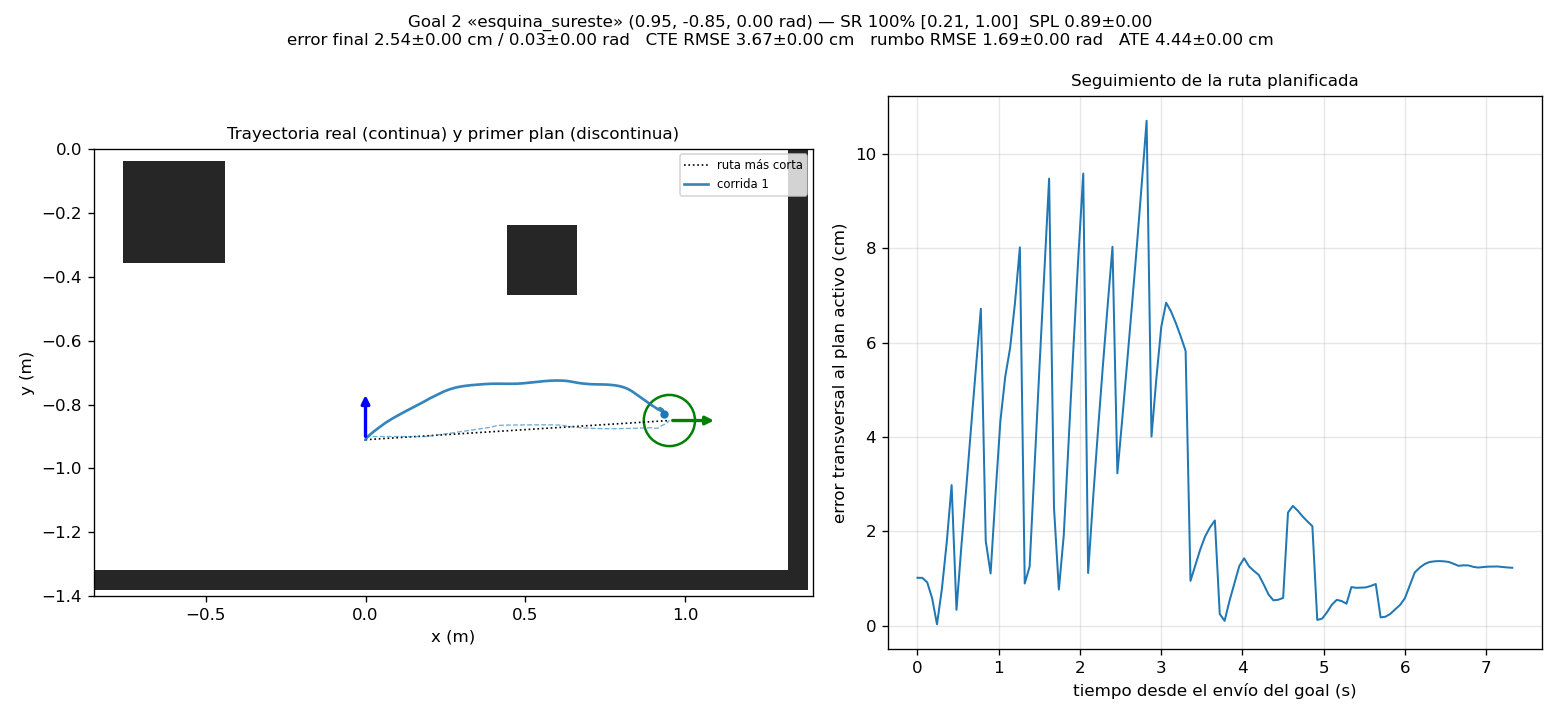 Goal 2 «esquina_sureste» (0.95, -0.85, 0.00 rad) — SR 100% [0.21, 1.00]  SPL 0.89±0.00
error final 2.54±0.00 cm / 0.03±0.00 rad   CTE RMSE 3.67±0.00 cm   rumbo RMSE 1.69±0.00 rad   ATE 4.44±0.00 cm
Trayectoria real (continua) y primer plan (discontinua)
ruta más corta
corrida 1
0.0
−0.2
−0.4
−0.6
−0.8
−1.0
−1.2
−1.4
y (m)
−0.5
0.0
0.5
1.0
x (m)
Seguimiento de la ruta planificada
10
8
6
4
2
0
error transversal al plan activo (cm)
0
1
2
3
4
5
6
7
tiempo desde el envío del goal (s)